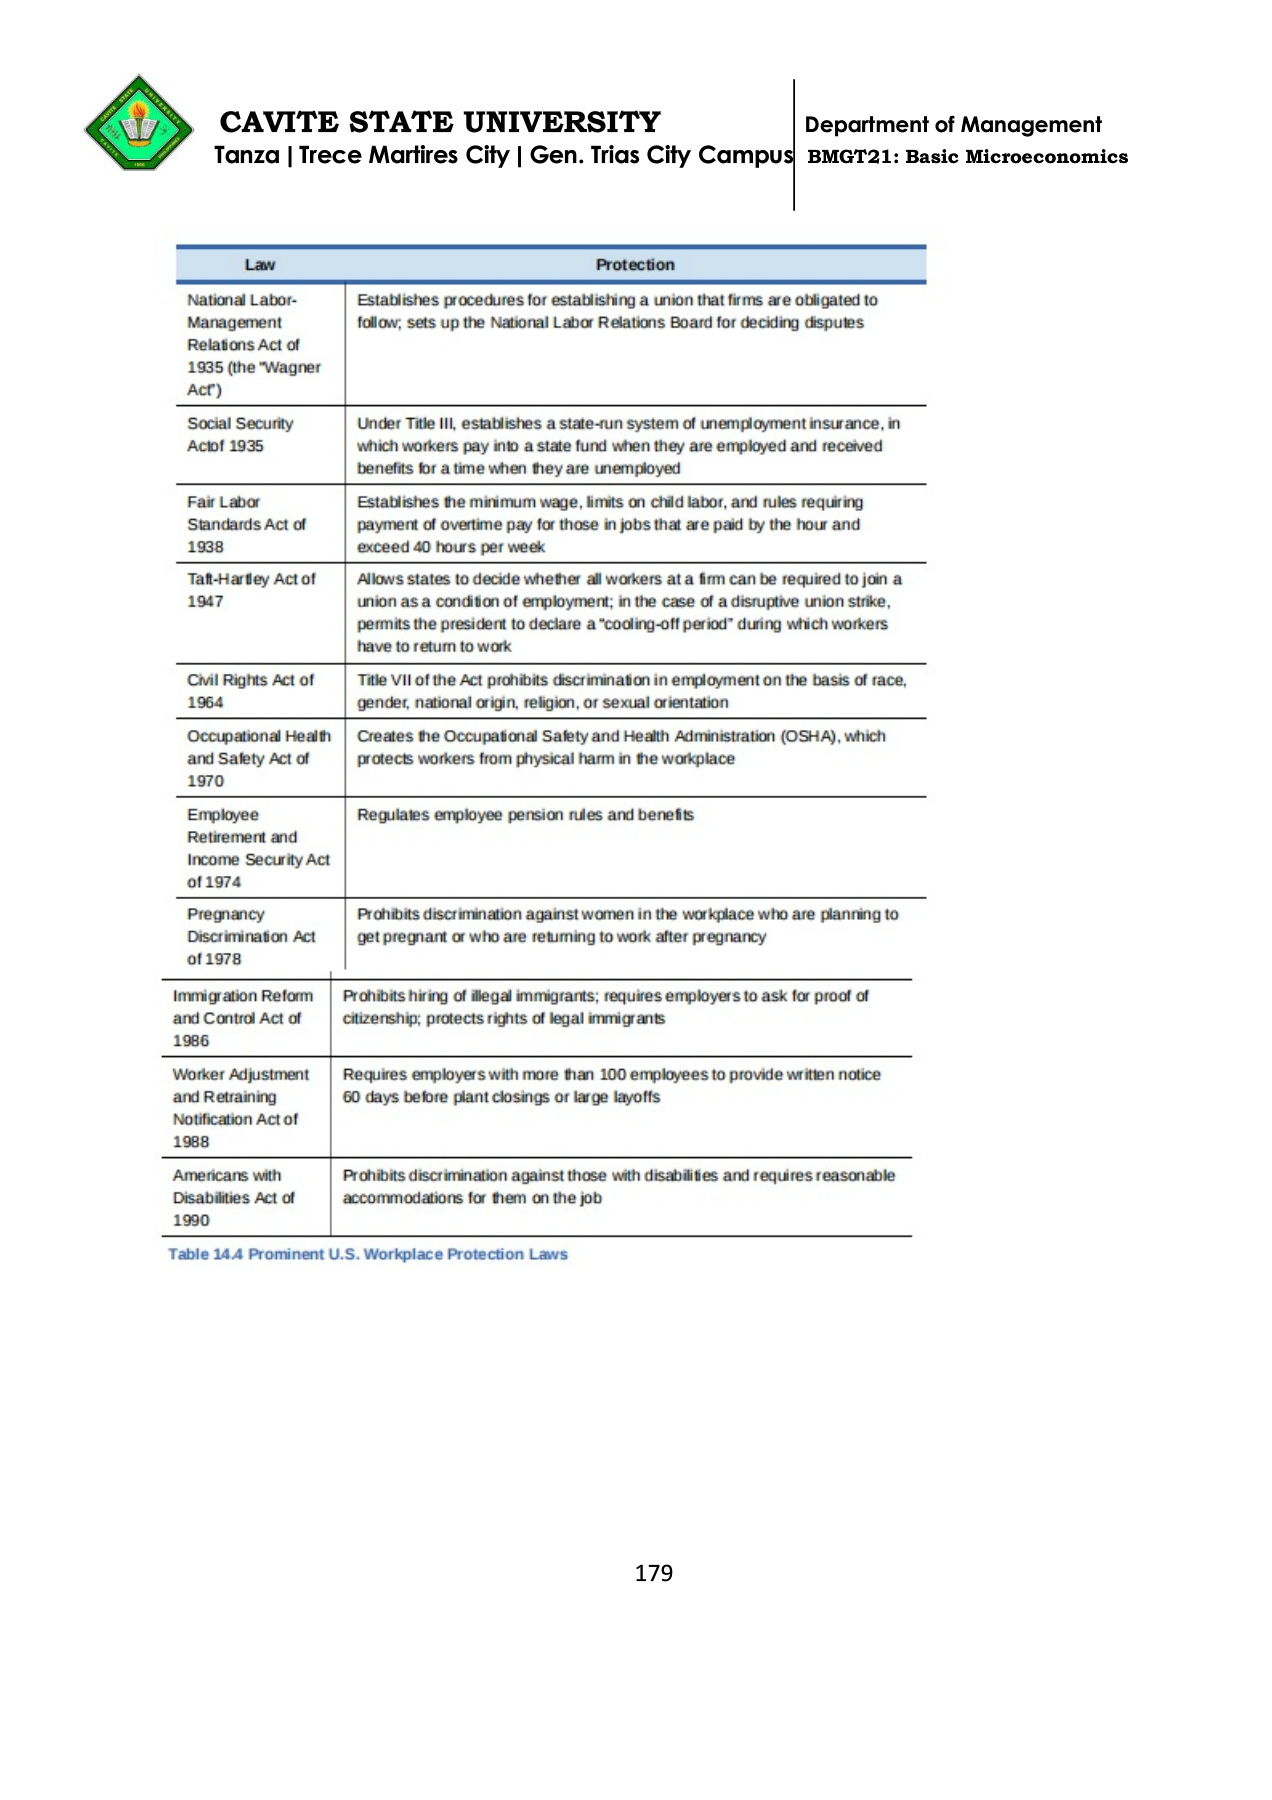 CAVITE STATE UNIVERSITY
Tanza | Trece Martires City | Gen. Trias City Campus
Department of Management
BMGT21: Basic Microeconomics
Law
Protection
National Labor-
Management
Relations Act of
1935 (the “Wagner
Act”)
Establishes procedures for establishing a union that firms are obligated to
follow; sets up the National Labor Relations Board for deciding disputes
Social Security
Actof 1935
Under Title III, establishes a state-run system of unemployment insurance, in
which workers pay into a state fund when they are employed and received
benefits for a time when they are unemployed
Fair Labor
Standards Act of
1938
Establishes the minimum wage, limits on child labor, and rules requiring
payment of overtime pay for those in jobs that are paid by the hour and
exceed 40 hours per week
Taft-Hartley Act of
1947
Allows states to decide whether all workers at a firm can be required to join a
union as a condition of employment; in the case of a disruptive union strike,
permits the president to declare a “cooling-off period” during which workers
have to return to work
Civil Rights Act of
1964
Title VII of the Act prohibits discrimination in employment on the basis of race,
gender, national origin, religion, or sexual orientation
Occupational Health
and Safety Act of
1970
Creates the Occupational Safety and Health Administration (OSHA), which
protects workers from physical harm in the workplace
Employee
Retirement and
Income Security Act
of 1974
Regulates employee pension rules and benefits
Pregnancy
Discrimination Act
of 1978
Prohibits discrimination against women in the workplace who are planning to
get pregnant or who are returning to work after pregnancy
Immigration Reform
and Control Act of
1986
Prohibits hiring of illegal immigrants; requires employers to ask for proof of
citizenship; protects rights of legal immigrants
Worker Adjustment
and Retraining
Notification Act of
1988
Requires employers with more than 100 employees to provide written notice
60 days before plant closings or large layoffs
Americans with
Disabilities Act of
1990
Prohibits discrimination against those with disabilities and requires reasonable
accommodations for them on the job
Table 14.4 Prominent U.S. Workplace Protection Laws
179